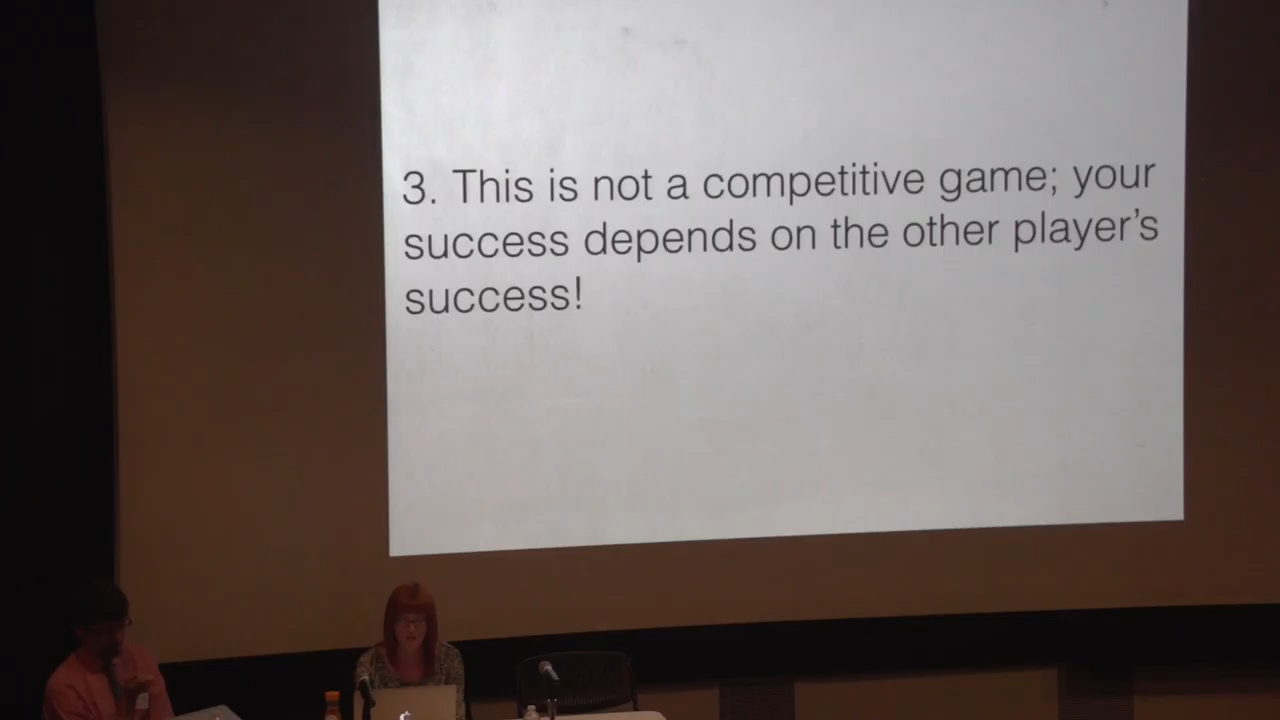 3. This is not a competitive game; your
success depends on the other player's
success!